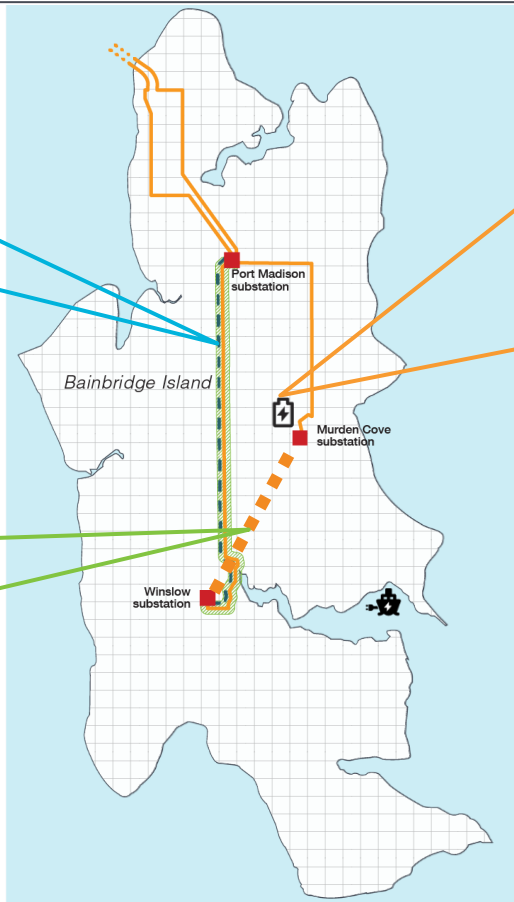 Port Madison
substation
Bainbridge Island
Murden Cove
substation
Winslow
substation